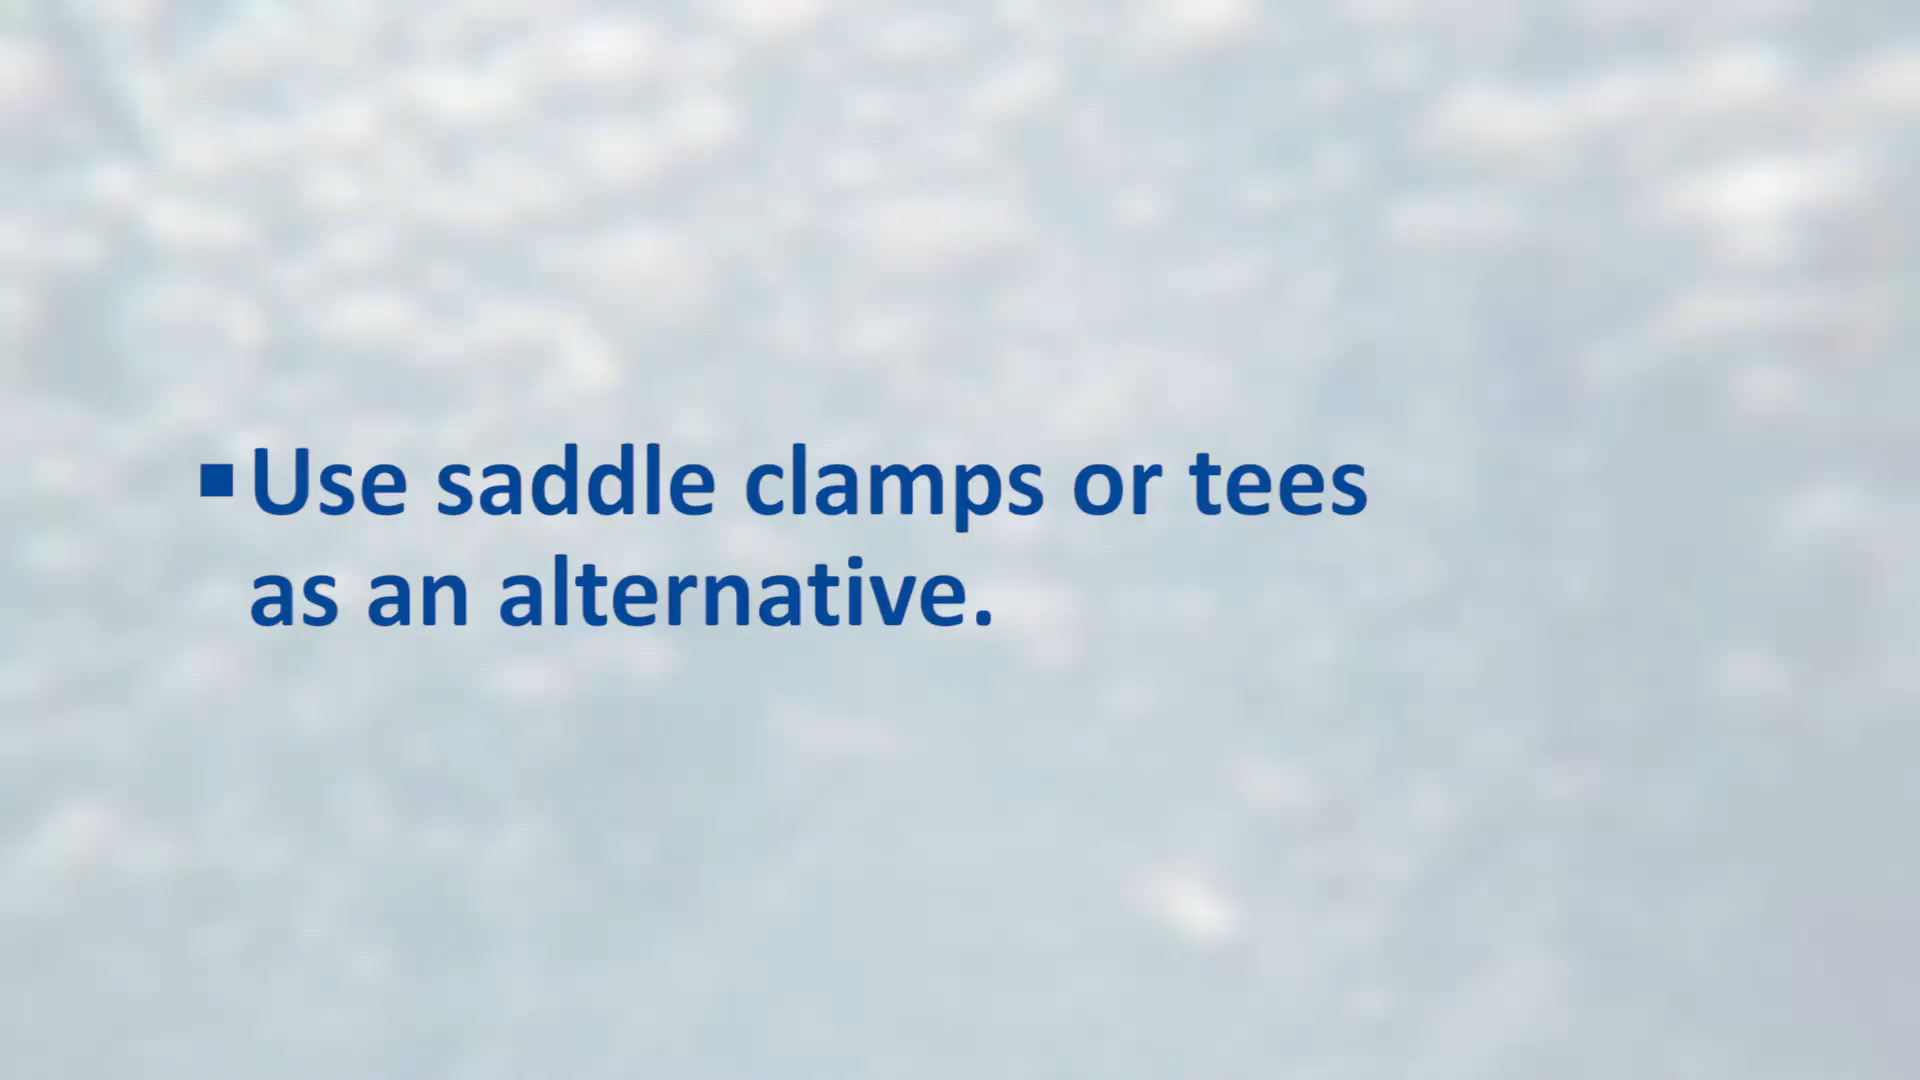 ▪Use saddle clamps or tees
as an alternative.